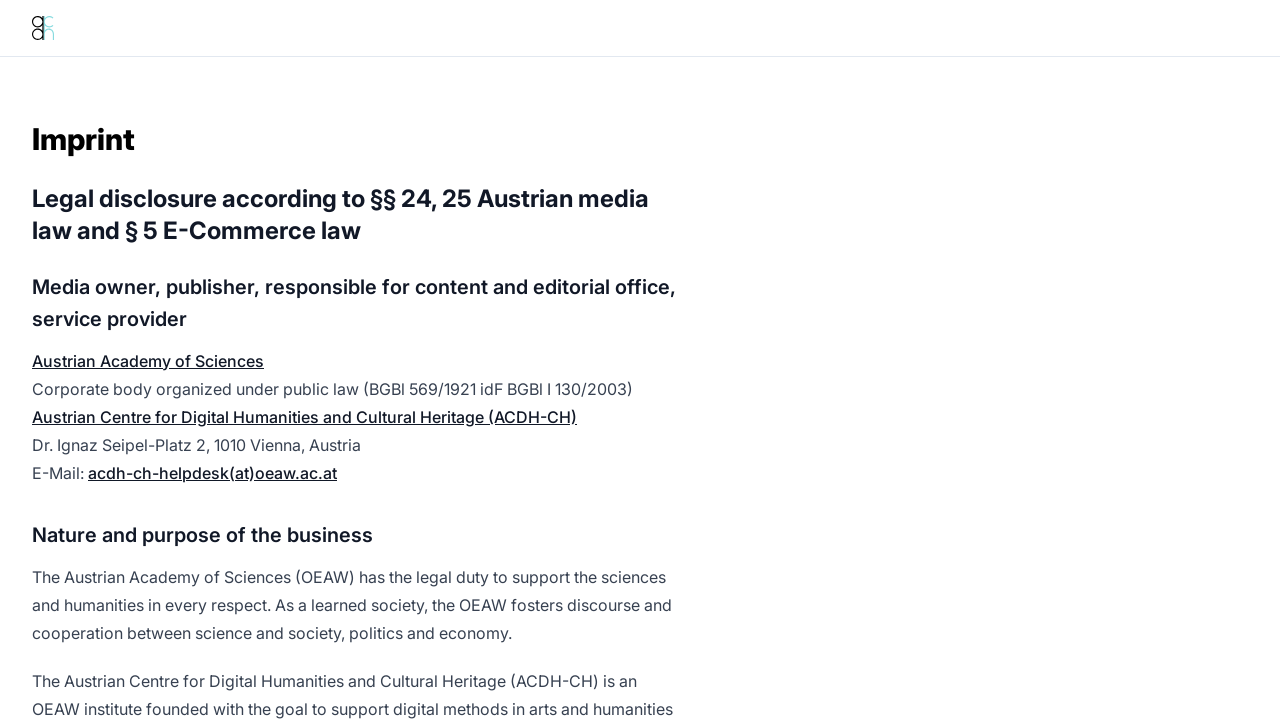 ac
dh
Imprint
Legal disclosure according to §§ 24, 25 Austrian media
law and § 5 E-Commerce law
Media owner, publisher, responsible for content and editorial office,
service provider
Austrian Academy of Sciences
Corporate body organized under public law (BGBl 569/1921 idF BGBl I 130/2003)
Austrian Centre for Digital Humanities and Cultural Heritage (ACDH-CH)
Dr. Ignaz Seipel-Platz 2, 1010 Vienna, Austria
E-Mail: acdh-ch-helpdesk(at)oeaw.ac.at
Nature and purpose of the business
The Austrian Academy of Sciences (OEAW) has the legal duty to support the sciences
and humanities in every respect. As a learned society, the OEAW fosters discourse and
cooperation between science and society, politics and economy.
The Austrian Centre for Digital Humanities and Cultural Heritage (ACDH-CH) is an
OEAW institute founded with the goal to support digital methods in arts and humanities